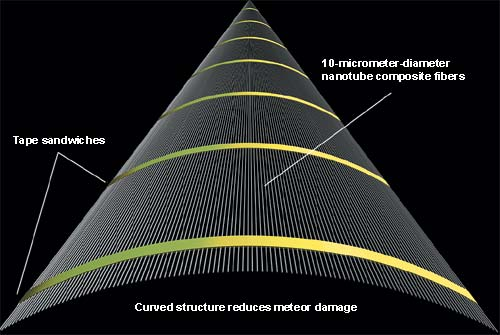 10-micrometer-diameter
nanotube composite fibers
Tape sandwiches
Curved structure reduces meteor damage